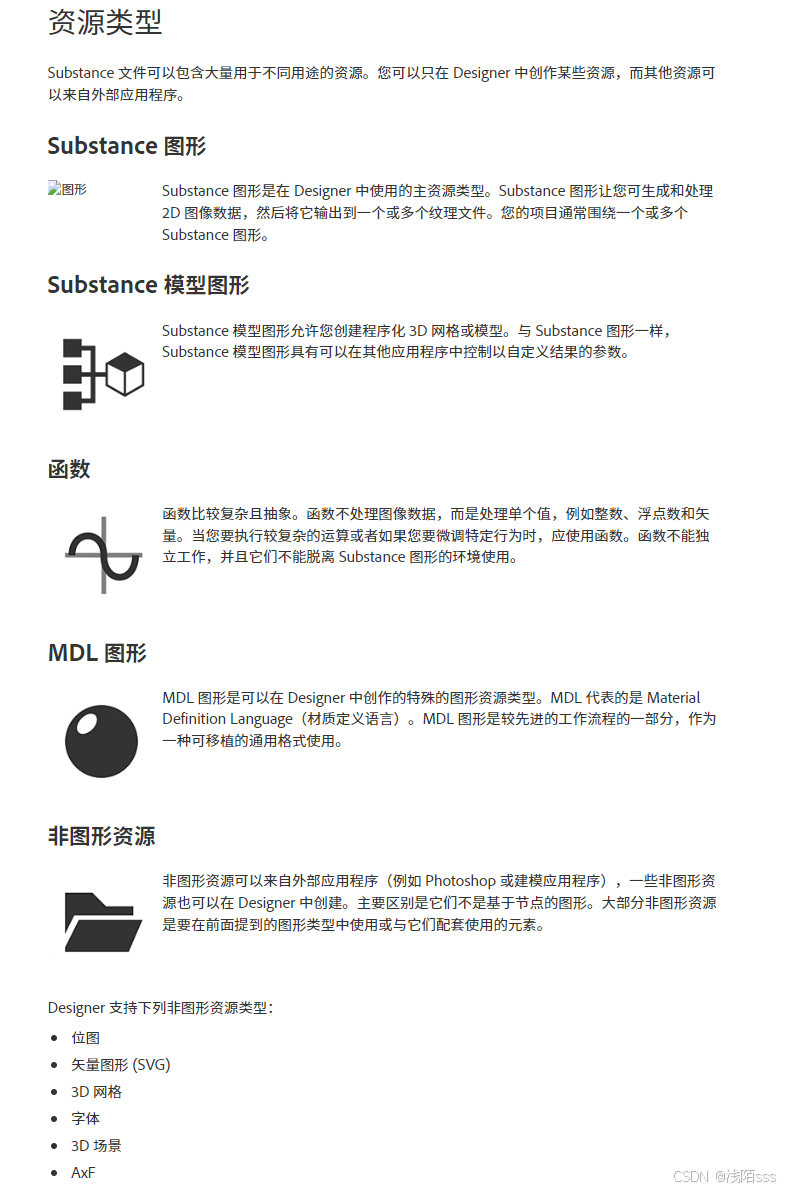 资源类型
Substance 文件可以包含大量用于不同用途的资源。您可以只在 Designer 中创作某些资源，而其他资源可
以来自外部应用程序。
Substance 图形
图形
Substance 图形是在 Designer 中使用的主资源类型。Substance 图形让您可生成和处理
2D 图像数据，然后将它输出到一个或多个纹理文件。您的项目通常围绕一个或多个
Substance 图形。
Substance 模型图形
Substance 模型图形允许您创建程序化 3D 网格或模型。与 Substance 图形一样，
Substance 模型图形具有可以在其他应用程序中控制以自定义结果的参数。
函数
函数比较复杂且抽象。函数不处理图像数据，而是处理单个值，例如整数、浮点数和矢
量。当您要执行较复杂的运算或者如果您要微调特定行为时，应使用函数。函数不能独
立工作，并且它们不能脱离 Substance 图形的环境使用。
MDL 图形
MDL 图形是可以在 Designer 中创作的特殊的图形资源类型。MDL 代表的是 Material
Definition Language（材质定义语言）。MDL 图形是较先进的工作流程的一部分，作为
一种可移植的通用格式使用。
非图形资源
非图形资源可以来自外部应用程序（例如 Photoshop 或建模应用程序），一些非图形资
源也可以在 Designer 中创建。主要区别是它们不是基于节点的图形。大部分非图形资源
是要在前面提到的图形类型中使用或与它们配套使用的元素。
Designer 支持下列非图形资源类型：
• 位图
• 矢量图形 (SVG)
• 3D 网格
• 字体
• 3D 场景
• AxF
CSDN @浅陌sss